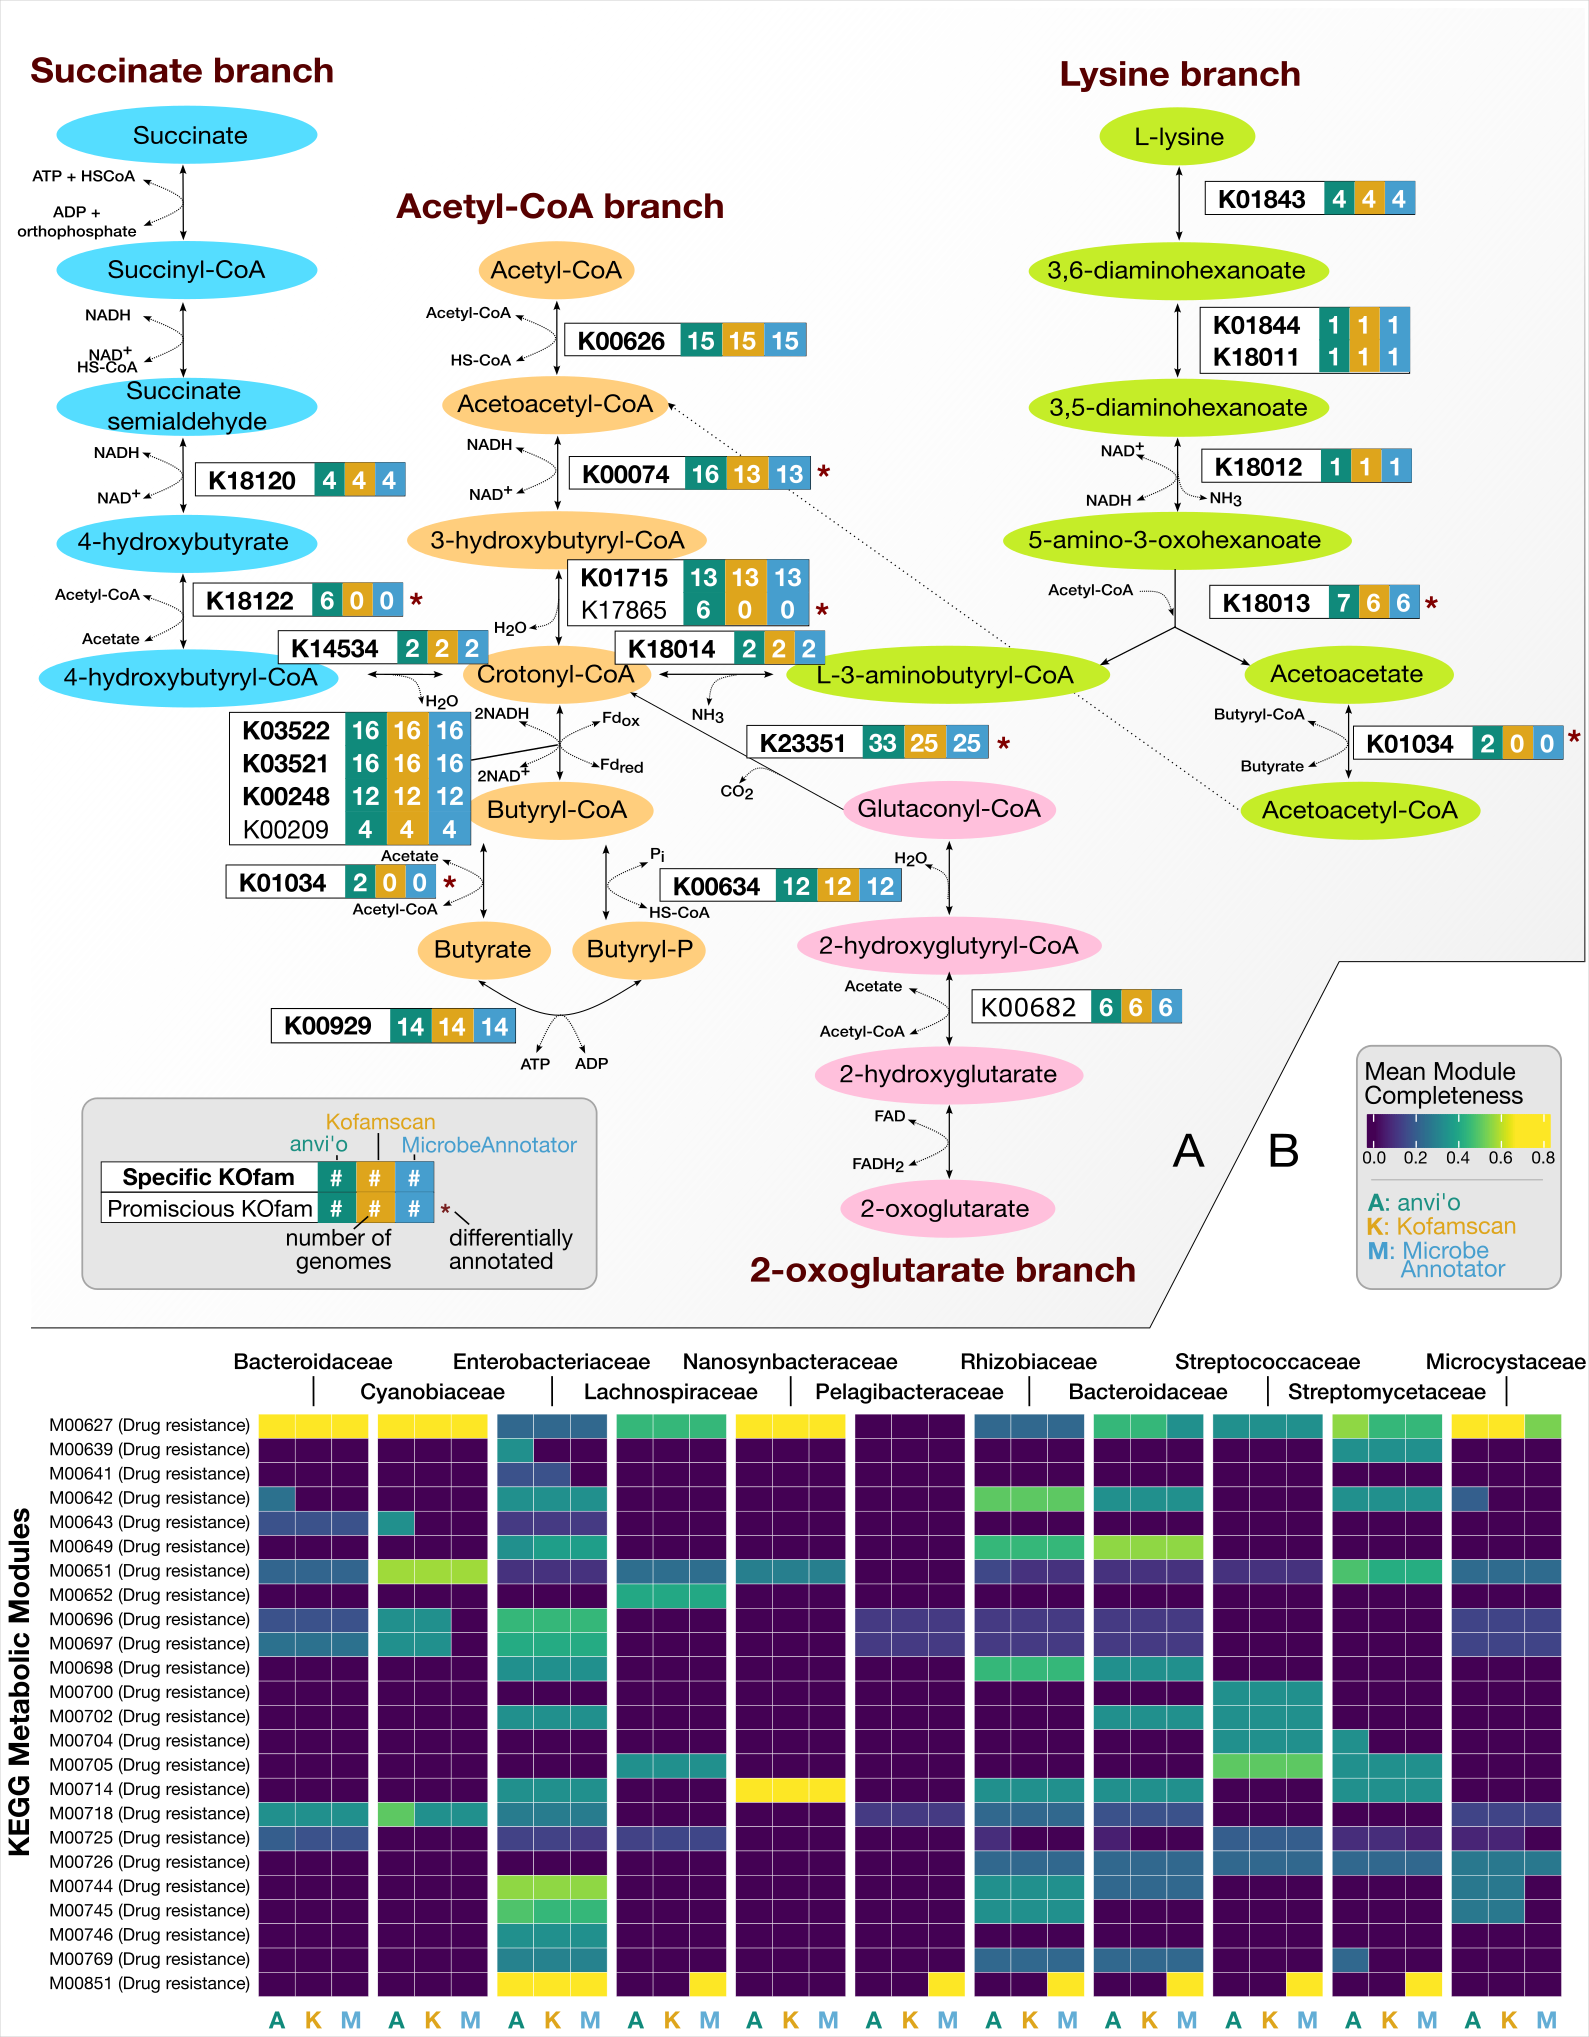 Succinate branch
Succinate
ATP + HSCoA
ADP +
orthophosphate
Succinyl-CoA
NADH
NAD+
HS-CoA
Succinate
semialdehyde
NADH
NAD+
K18120 4 4 4
4-hydroxybutyrate
Acetyl-CoA
Acetate
K18122 6 0 0 *
4-hydroxybutyryl-CoA
K14534 2 2 2
H2O
Acetyl-CoA branch
Acetyl-CoA
Acetyl-CoA
HS-CoA
K00626 15 15 15
Acetoacetyl-CoA
NADH
NAD+
K00074 16 13 13 *
3-hydroxybutyryl-CoA
K01715 13 13 13
K17865 6 0 0 *
H2O
Crotonyl-CoA
K18014 2 2 2
NH3
2NADH
Fdox
2NAD+
Fdred
K03522 16 16 16
K03521 16 16 16
K00248 12 12 12
K00209 4 4 4
Butyryl-CoA
Acetate
K01034 2 0 0 *
Acetyl-CoA
Pi
HS-CoA
Butyrate
Butyryl-P
K00929 14 14 14
ATP
ADP
Lysine branch
L-lysine
K01843 4 4 4
3,6-diaminohexanoate
K01844 1 1 1
K18011 1 1 1
3,5-diaminohexanoate
NAD+
NADH
NH3
K18012 1 1 1
5-amino-3-oxohexanoate
Acetyl-CoA
K18013 7 6 6 *
L-3-aminobutyryl-CoA
Acetoacetate
Butyryl-CoA
Butyrate
K01034 2 0 0 *
Acetoacetyl-CoA
K23351 33 25 25 *
CO2
Glutaconyl-CoA
H2O
K00634 12 12 12
2-hydroxyglutyryl-CoA
Acetate
Acetyl-CoA
K00682 6 6 6
2-hydroxyglutarate
FAD
FADH2
2-oxoglutarate
2-oxoglutarate branch
Kofamscan
anvi'o
MicrobeAnnotator
Specific KOfam # # #
Promiscious KOfam # # # *
number of
genomes
differentially
annotated
A
B
Mean Module
Completeness
0.0 0.2 0.4 0.6 0.8
A: anvi'o
K: Kofamscan
M: Microbe
Annotator
Bacteroidaceae Enterobacteriaceae Nanosynbacteraceae Rhizobiaceae Streptococcaceae Microcystaceae
Cyanobiaceae Lachnospiraceae Pelagibacteraceae Bacteroidaceae Streptomycetaceae
KEGG Metabolic Modules
M00627 (Drug resistance)
M00639 (Drug resistance)
M00641 (Drug resistance)
M00642 (Drug resistance)
M00643 (Drug resistance)
M00649 (Drug resistance)
M00651 (Drug resistance)
M00652 (Drug resistance)
M00696 (Drug resistance)
M00697 (Drug resistance)
M00698 (Drug resistance)
M00700 (Drug resistance)
M00702 (Drug resistance)
M00704 (Drug resistance)
M00705 (Drug resistance)
M00714 (Drug resistance)
M00718 (Drug resistance)
M00725 (Drug resistance)
M00726 (Drug resistance)
M00744 (Drug resistance)
M00745 (Drug resistance)
M00746 (Drug resistance)
M00769 (Drug resistance)
M00851 (Drug resistance)
A K M A K M A K M A K M A K M A K M A K M A K M A K M A K M A K M